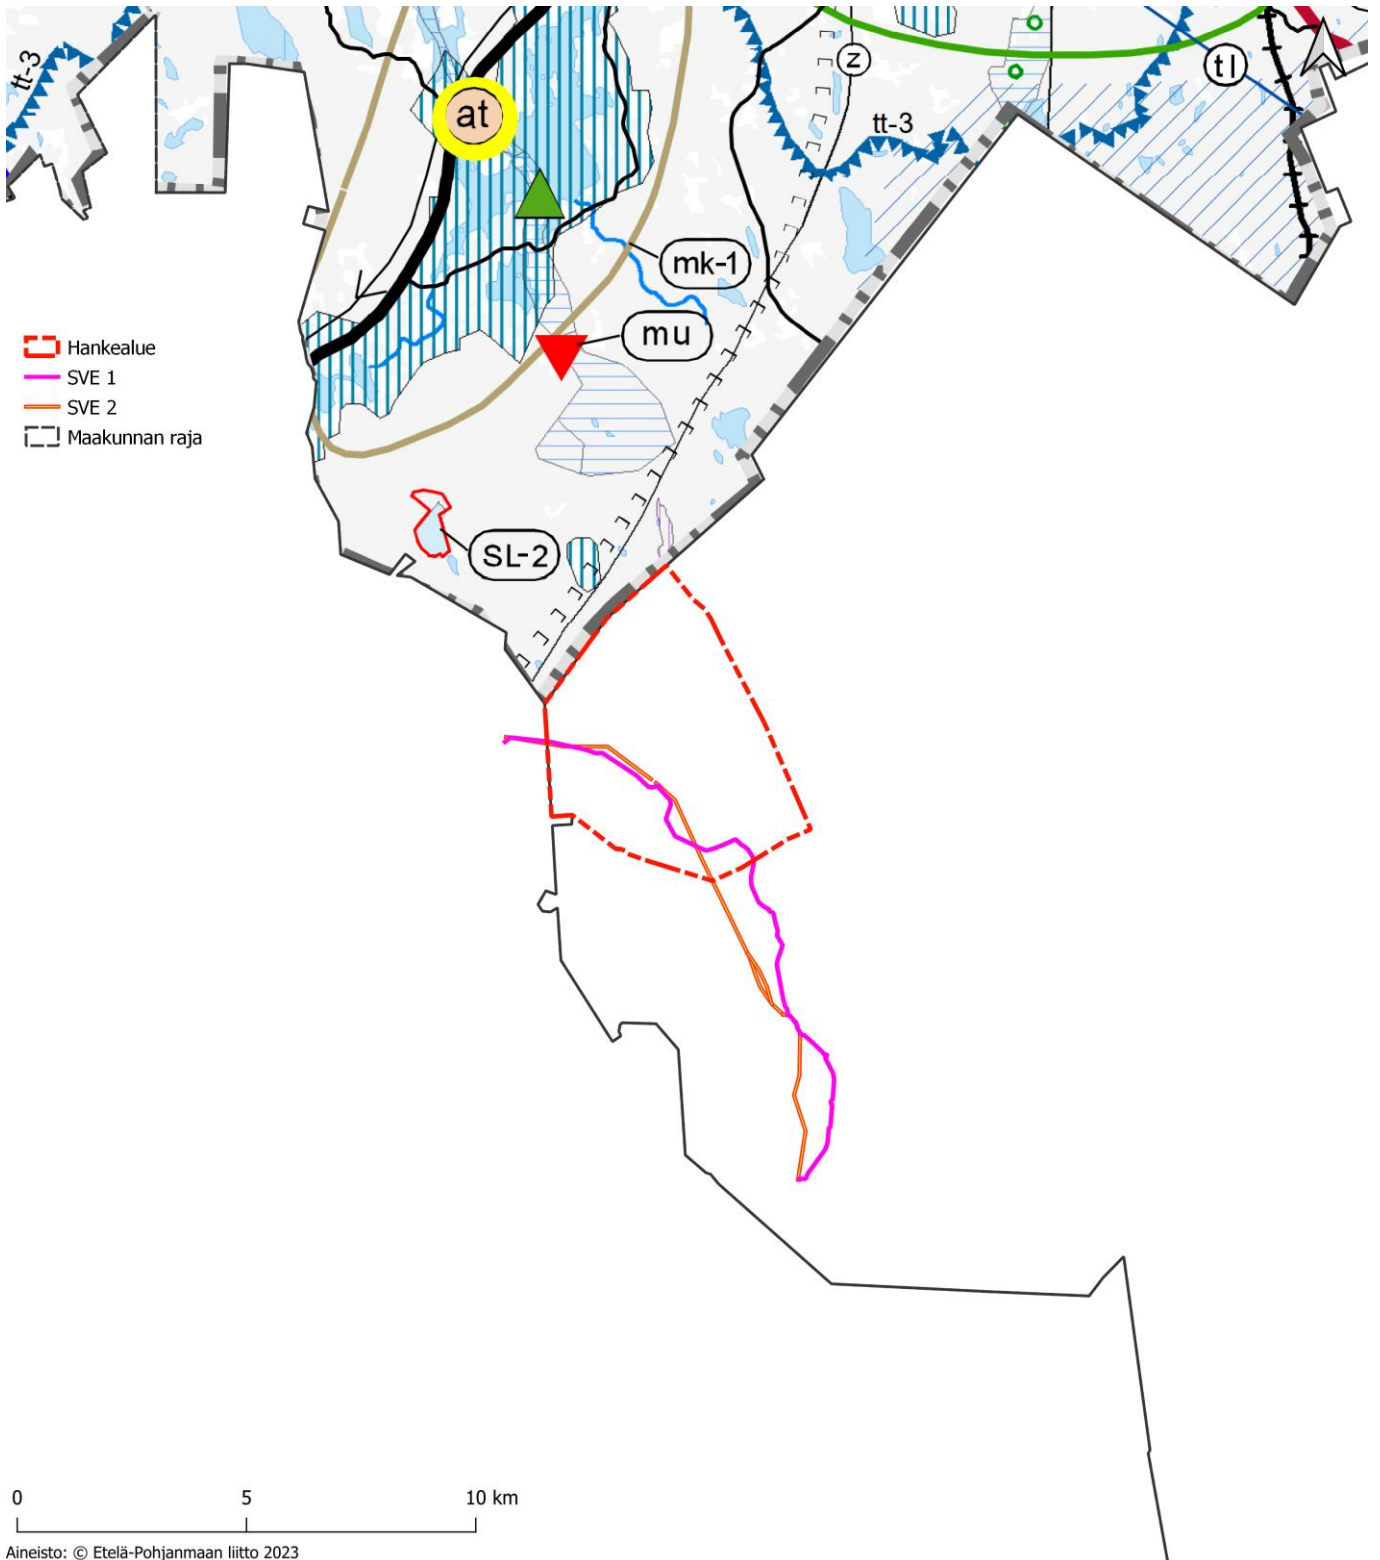 tt-3
at
z
tl
tt-3
mk-1
mu
Hankealue
SVE 1
SVE 2
Maakunnan raja
SL-2
0 5 10 km
Aineisto: © Etelä-Pohjanmaan liitto 2023